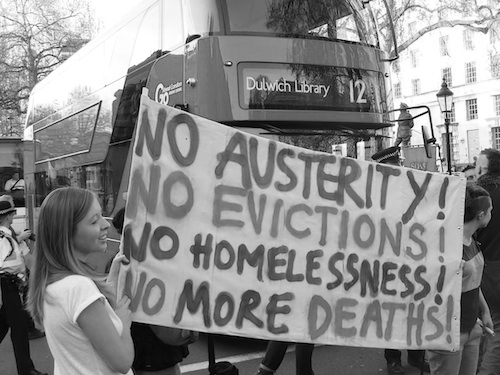 Go
Dulwich Library 12
NO AUSTERITY!
NO EVICTIONS!
NO HOMELESSNESS!
NO MORE DEATHS!